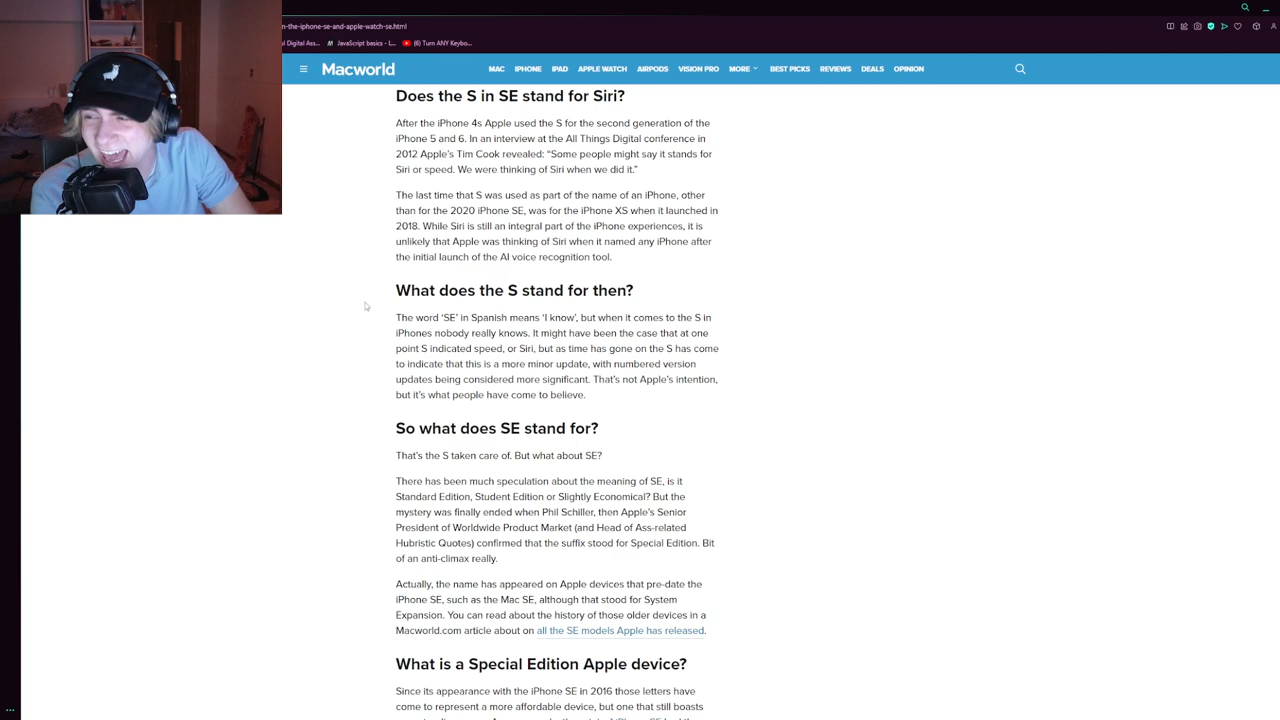 n-the-iphone-se-and-apple-watch-se.html
al Digital Ass...
JavaScript basics - L...
(6) Turn ANY Keybo...
Macworld
MAC
IPHONE
IPAD
APPLE WATCH
AIRPODS
VISION PRO
MORE
BEST PICKS
REVIEWS
DEALS
OPINION
Does the S in SE stand for Siri?
After the iPhone 4s Apple used the S for the second generation of the
iPhone 5 and 6. In an interview at the All Things Digital conference in
2012 Apple’s Tim Cook revealed: “Some people might say it stands for
Siri or speed. We were thinking of Siri when we did it.”
The last time that S was used as part of the name of an iPhone, other
than for the 2020 iPhone SE, was for the iPhone XS when it launched in
2018. While Siri is still an integral part of the iPhone experiences, it is
unlikely that Apple was thinking of Siri when it named any iPhone after
the initial launch of the AI voice recognition tool.
What does the S stand for then?
The word ‘SE’ in Spanish means ‘I know’, but when it comes to the S in
iPhones nobody really knows. It might have been the case that at one
point S indicated speed, or Siri, but as time has gone on the S has come
to indicate that this is a more minor update, with numbered version
updates being considered more significant. That’s not Apple’s intention,
but it’s what people have come to believe.
So what does SE stand for?
That’s the S taken care of. But what about SE?
There has been much speculation about the meaning of SE, is it
Standard Edition, Student Edition or Slightly Economical? But the
mystery was finally ended when Phil Schiller, then Apple’s Senior
President of Worldwide Product Market (and Head of Ass-related
Hubristic Quotes) confirmed that the suffix stood for Special Edition. Bit
of an anti-climax really.
Actually, the name has appeared on Apple devices that pre-date the
iPhone SE, such as the Mac SE, although that stood for System
Expansion. You can read about the history of those older devices in a
Macworld.com article about on all the SE models Apple has released.
What is a Special Edition Apple device?
Since its appearance with the iPhone SE in 2016 those letters have
come to represent a more affordable device, but one that still boasts